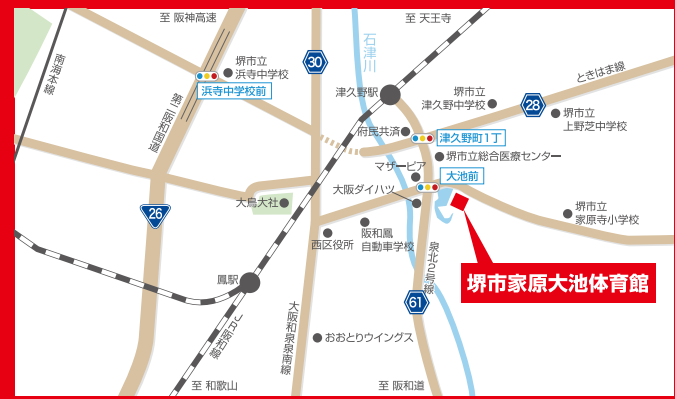 至 阪神高速
至 天王寺
南海本線
堺市立
浜寺中学校
浜寺中学校前
第二阪和国道
30
石津川
津久野駅
堺市立
津久野中学校
ときはま線
28
堺市立
上野芝中学校
府民共済
津久野町1丁
堺市立総合医療センター
マザーピア
大池前
大阪ダイハツ
大鳥大社
26
西区役所
阪和鳳
自動車学校
堺市立
家原寺小学校
泉北2号線
鳳駅
堺市家原大池体育館
61
JR阪和線
大阪和泉泉南線
おおとりウイングス
至 和歌山
至 阪和道